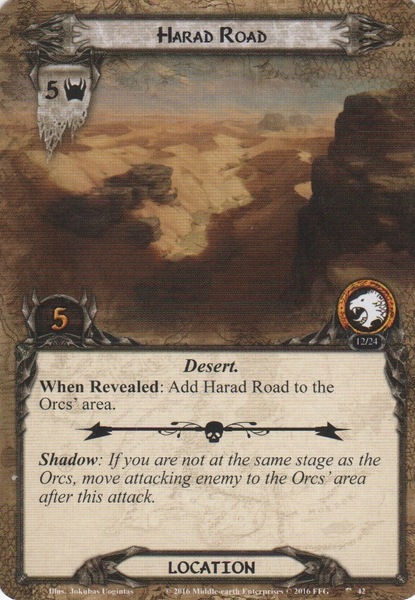 HARAD ROAD
5
5
12/24
Desert.
When Revealed: Add Harad Road to the
Orcs' area.
Shadow: If you are not at the same stage as the
Orcs, move attacking enemy to the Orcs' area
after this attack.
LOCATION
Illus. Jokubas Uogintas © 2016 Middle-earth Enterprises © 2016 FFG 42